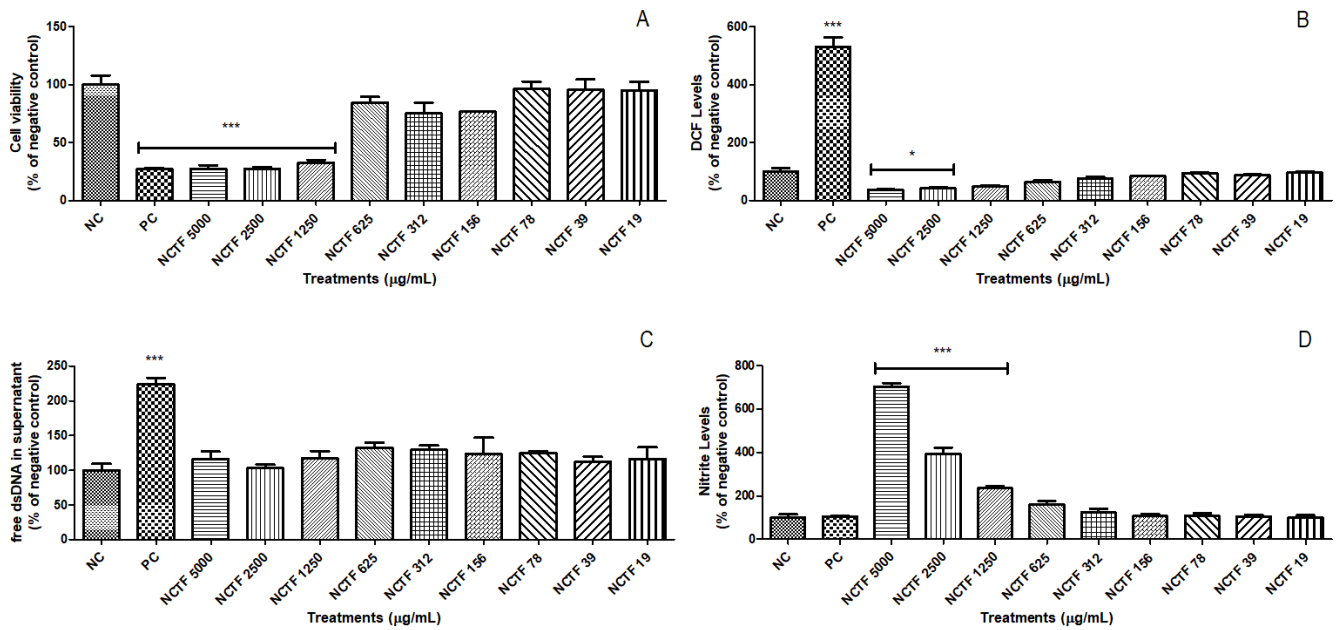 A
Cell viability
(% of negative control)
150
100
50
0
***
NC
PC
NCTF 5000
NCTF 2500
NCTF 1250
NCTF 625
NCTF 312
NCTF 156
NCTF 78
NCTF 39
NCTF 19
Treatments (μg/mL)
B
DCF Levels
(% of negative control)
600
400
200
0
***
*
NC
PC
NCTF 5000
NCTF 2500
NCTF 1250
NCTF 625
NCTF 312
NCTF 156
NCTF 78
NCTF 39
NCTF 19
Treatments (μg/mL)
C
free dsDNA in supernatant
(% of negative control)
250
200
150
100
50
0
***
NC
PC
NCTF 5000
NCTF 2500
NCTF 1250
NCTF 625
NCTF 312
NCTF 156
NCTF 78
NCTF 39
NCTF 19
Treatments (μg/mL)
D
Nitrite Levels
(% of negative control)
800
600
400
200
0
***
NC
PC
NCTF 5000
NCTF 2500
NCTF 1250
NCTF 625
NCTF 312
NCTF 156
NCTF 78
NCTF 39
NCTF 19
Treatments (μg/mL)